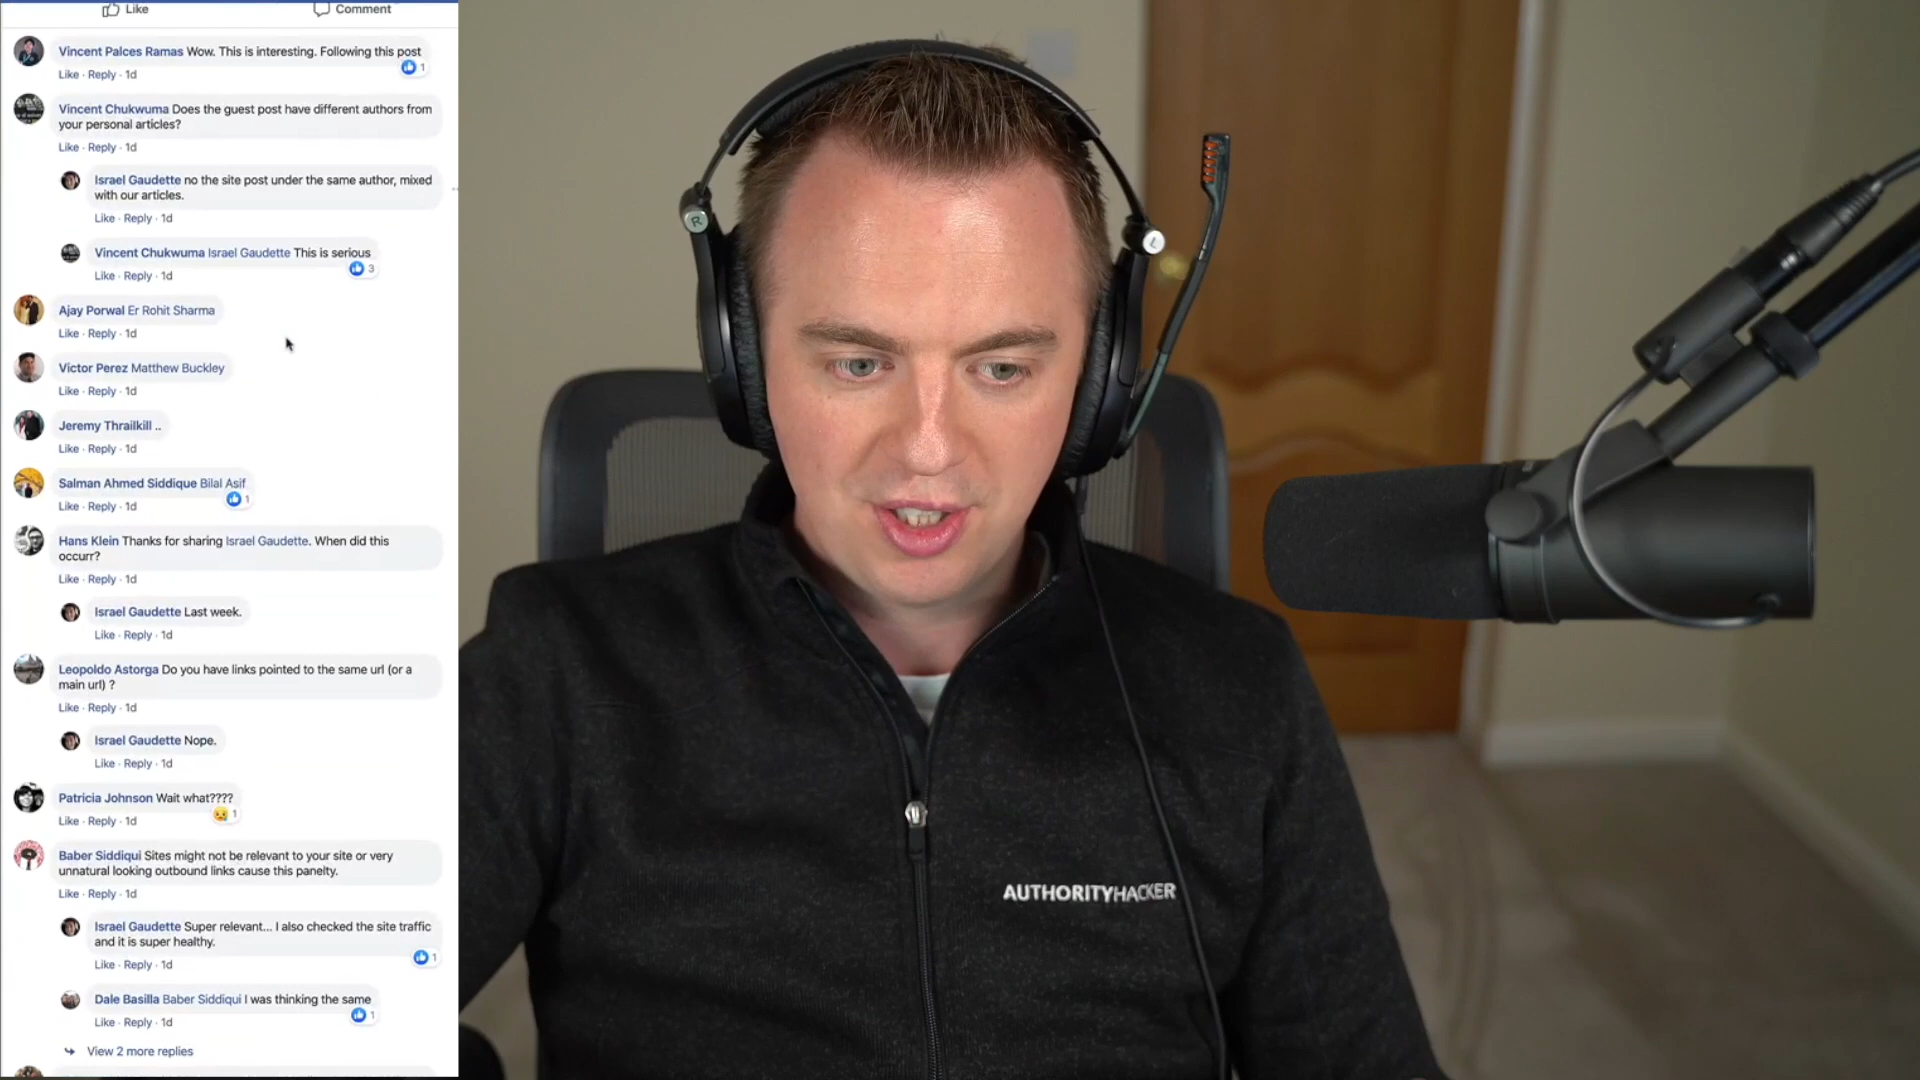 Like Comment
Vincent Palces Ramas Wow. This is interesting. Following this post
1
Like · Reply · 1d
Vincent Chukwuma Does the guest post have different authors from
your personal articles?
Like · Reply · 1d
Israel Gaudette no the site post under the same author, mixed
with our articles.
Like · Reply · 1d
Vincent Chukwuma Israel Gaudette This is serious
3
Like · Reply · 1d
Ajay Porwal Er Rohit Sharma
Like · Reply · 1d
Victor Perez Matthew Buckley
Like · Reply · 1d
Jeremy Thrailkill ..
Like · Reply · 1d
Salman Ahmed Siddique Bilal Asif
1
Like · Reply · 1d
Hans Klein Thanks for sharing Israel Gaudette. When did this
occurr?
Like · Reply · 1d
Israel Gaudette Last week.
Like · Reply · 1d
Leopoldo Astorga Do you have links pointed to the same url (or a
main url) ?
Like · Reply · 1d
Israel Gaudette Nope.
Like · Reply · 1d
Patricia Johnson Wait what????
1
Like · Reply · 1d
Baber Siddiqui Sites might not be relevant to your site or very
unnatural looking outbound links cause this panelty.
Like · Reply · 1d
Israel Gaudette Super relevant... I also checked the site traffic
and it is super healthy.
1
Like · Reply · 1d
Dale Basilla Baber Siddiqui I was thinking the same
1
Like · Reply · 1d
View 2 more replies
R
L
AUTHORITYHACKER